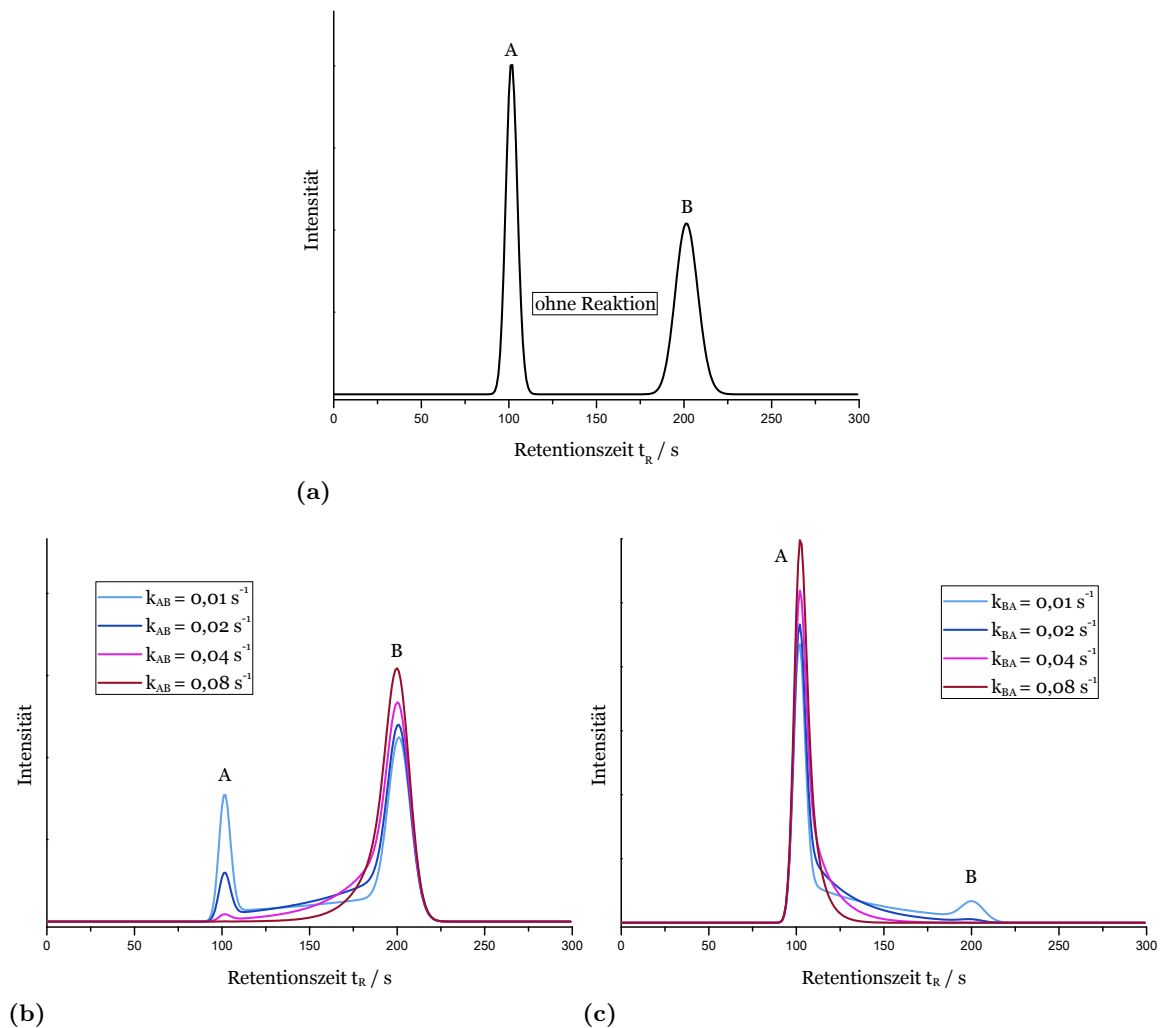 A
B
ohne Reaktion
Intensität
0 50 100 150 200 250 300
Retentionszeit t_R / s
(a)
k_AB = 0,01 s⁻¹
k_AB = 0,02 s⁻¹
k_AB = 0,04 s⁻¹
k_AB = 0,08 s⁻¹
A
B
Intensität
0 50 100 150 200 250 300
Retentionszeit t_R / s
(b)
A
k_BA = 0,01 s⁻¹
k_BA = 0,02 s⁻¹
k_BA = 0,04 s⁻¹
k_BA = 0,08 s⁻¹
B
Intensität
0 50 100 150 200 250 300
Retentionszeit t_R / s
(c)